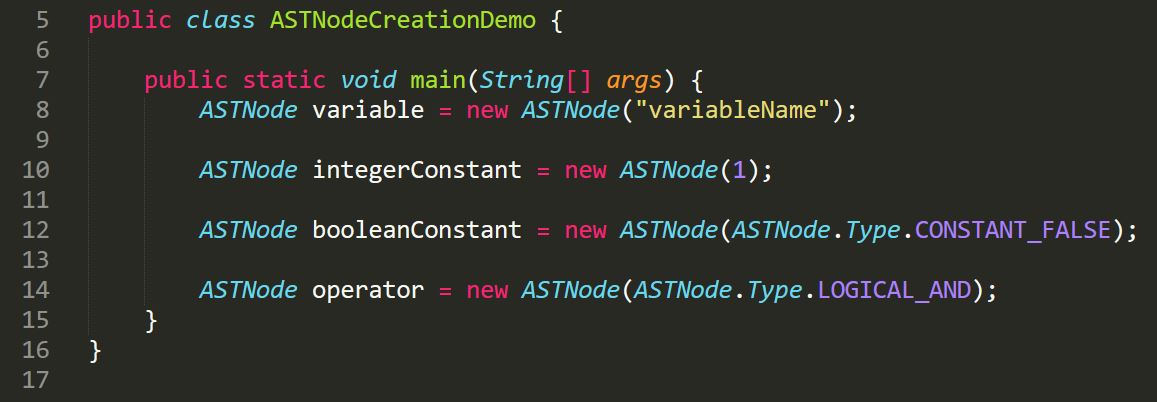 5 public class ASTNodeCreationDemo {
6
7 public static void main(String[] args) {
8 ASTNode variable = new ASTNode("variableName");
9
10 ASTNode integerConstant = new ASTNode(1);
11
12 ASTNode booleanConstant = new ASTNode(ASTNode.Type.CONSTANT_FALSE);
13
14 ASTNode operator = new ASTNode(ASTNode.Type.LOGICAL_AND);
15 }
16 }
17